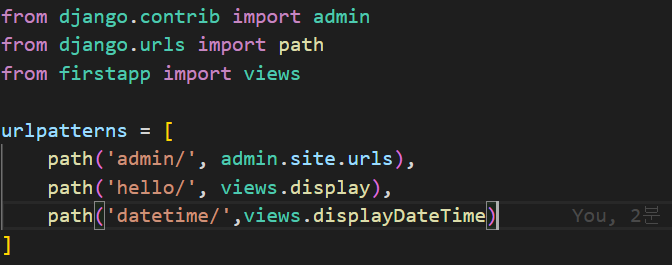 from django.contrib import admin
from django.urls import path
from firstapp import views
urlpatterns = [
    path('admin/', admin.site.urls),
    path('hello/', views.display),
    path('datetime/',views.displayDateTime)    You, 2분
]